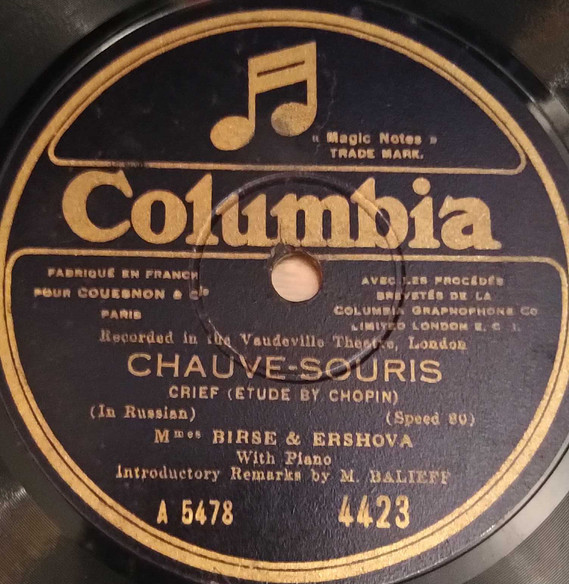 « Magic Notes »
TRADE MARK.
Columbia
FABRIQUÉ EN FRANCE
POUR COUESNON & Cie
PARIS
AVEC LES PROCÉDÉS
BREVETÉS DE LA
COLUMBIA GRAPHOPHONE Co
LIMITED LONDON E. C. I.
Recorded in the Vaudeville Theatre, London
CHAUVE-SOURIS
CRIEF (ETUDE BY CHOPIN)
(In Russian) (Speed 80)
Mmes BIRSE & ERSHOVA
With Piano
Introductory Remarks by M. BALIEFF
A 5478 4423